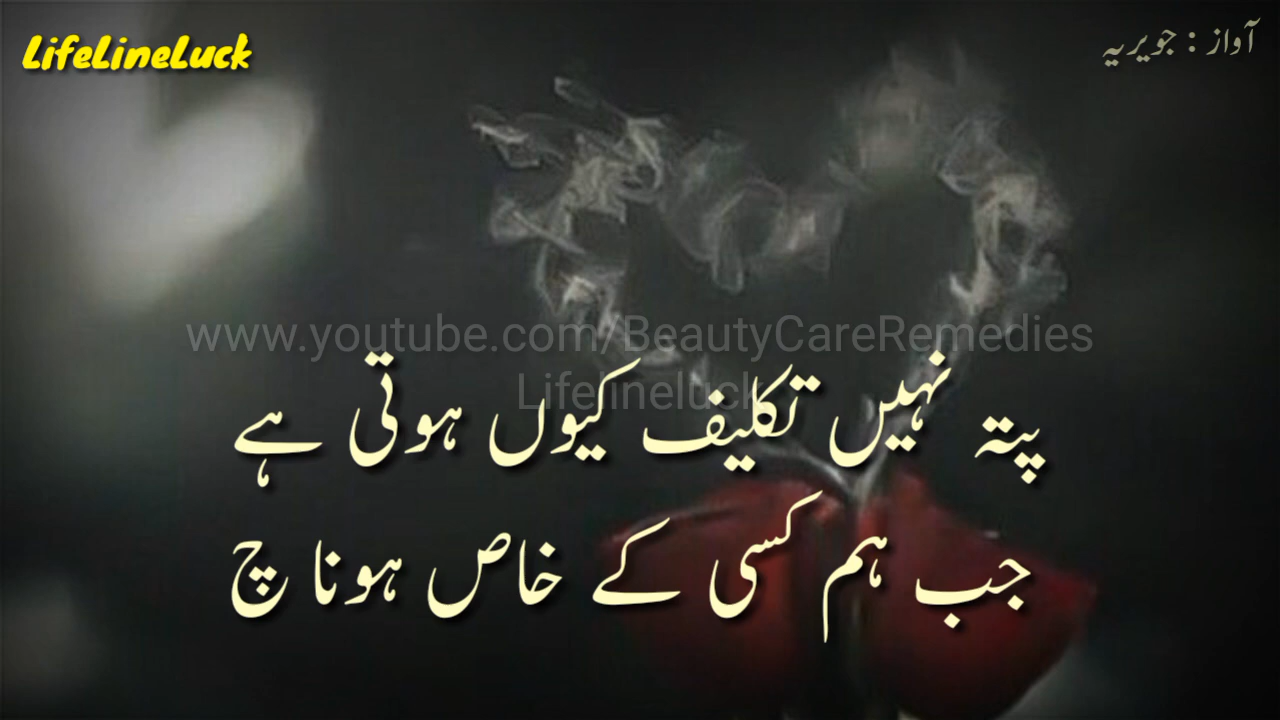 LifeLineLuck
آواز : جویریہ
www.youtube.com/BeautyCareRemedies
Lifelineluck
پتہ نہیں تکلیف کیوں ہوتی ہے
جب ہم کسی کے خاص ہونا چ